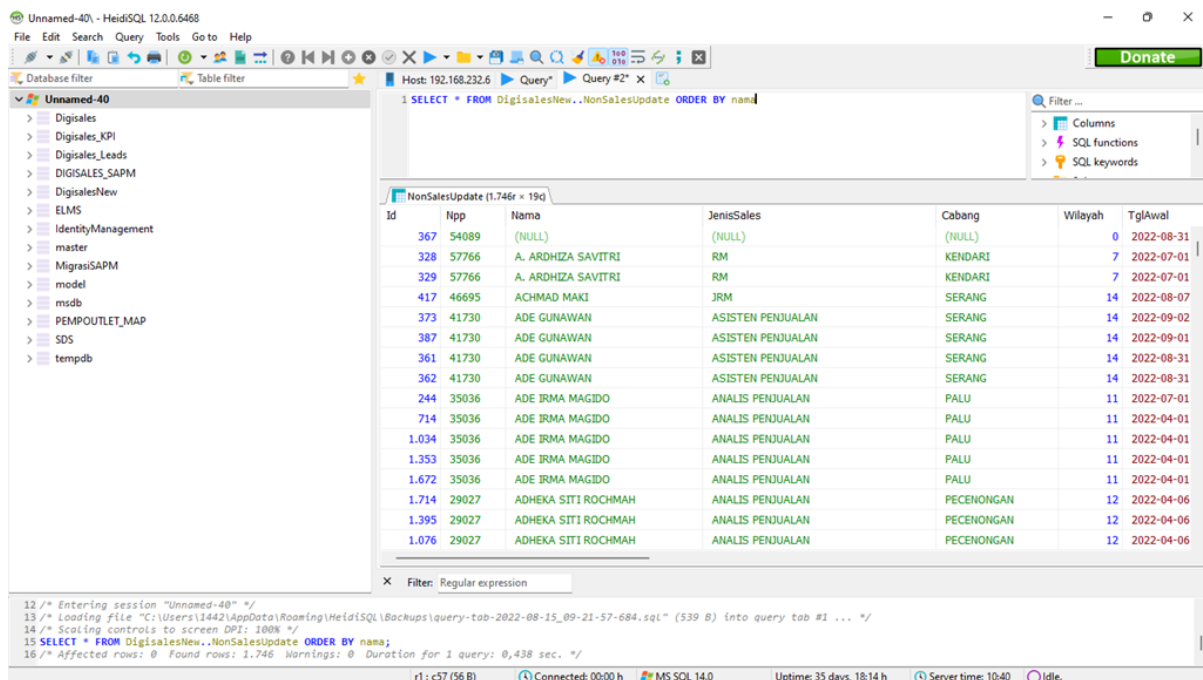 Unnamed-40\ - HeidiSQL 12.0.0.6468
File Edit Search Query Tools Go to Help
Donate
Database filter Table filter
Host: 192.168.232.6 Query* Query #2*
Unnamed-40
Digisales
Digisales_KPI
Digisales_Leads
DIGISALES_SAPM
DigisalesNew
ELMS
IdentityManagement
master
MigrasiSAPM
model
msdb
PEMPOUTLET_MAP
SDS
tempdb
1 SELECT * FROM DigisalesNew..NonSalesUpdate ORDER BY nama
Filter ...
Columns
SQL functions
SQL keywords
NonSalesUpdate (1.746r × 19c)
Id Npp Nama JenisSales Cabang Wilayah TglAwal
367 54089 (NULL) (NULL) (NULL) 0 2022-08-31
328 57766 A. ARDHIZA SAVITRI RM KENDARI 7 2022-07-01
329 57766 A. ARDHIZA SAVITRI RM KENDARI 7 2022-07-01
417 46695 ACHMAD MAKI JRM SERANG 14 2022-08-07
373 41730 ADE GUNAWAN ASISTEN PENJUALAN SERANG 14 2022-09-02
387 41730 ADE GUNAWAN ASISTEN PENJUALAN SERANG 14 2022-09-01
361 41730 ADE GUNAWAN ASISTEN PENJUALAN SERANG 14 2022-08-31
362 41730 ADE GUNAWAN ASISTEN PENJUALAN SERANG 14 2022-08-31
244 35036 ADE IRMA MAGIDO ANALIS PENJUALAN PALU 11 2022-07-01
714 35036 ADE IRMA MAGIDO ANALIS PENJUALAN PALU 11 2022-04-01
1.034 35036 ADE IRMA MAGIDO ANALIS PENJUALAN PALU 11 2022-04-01
1.353 35036 ADE IRMA MAGIDO ANALIS PENJUALAN PALU 11 2022-04-01
1.672 35036 ADE IRMA MAGIDO ANALIS PENJUALAN PALU 11 2022-04-01
1.714 29027 ADHEKA SITI ROCHMAH ANALIS PENJUALAN PECENONGAN 12 2022-04-06
1.395 29027 ADHEKA SITI ROCHMAH ANALIS PENJUALAN PECENONGAN 12 2022-04-06
1.076 29027 ADHEKA SITI ROCHMAH ANALIS PENJUALAN PECENONGAN 12 2022-04-06
Filter: Regular expression
12 /* Entering session "Unnamed-40" */
13 /* Loading file "C:\Users\1442\AppData\Roaming\HeidiSQL\Backups\query-tab-2022-08-15_09-21-57-684.sql" (539 B) into query tab #1 ... */
14 /* Scaling controls to screen DPI: 100% */
15 SELECT * FROM DigisalesNew..NonSalesUpdate ORDER BY nama;
16 /* Affected rows: 0 Found rows: 1.746 Warnings: 0 Duration for 1 query: 0,438 sec. */
r1 : c57 (56 B) Connected: 00:00 h MS SQL 14.0 Uptime: 35 days, 18:14 h Server time: 10:40 Idle.